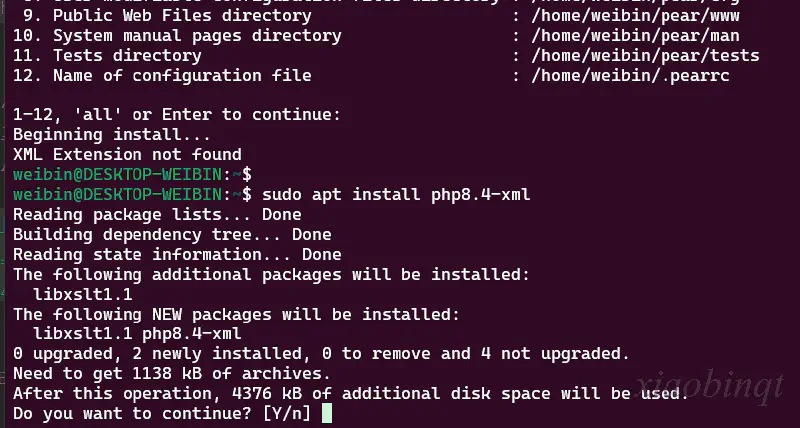 9. Public Web Files directory : /home/weibin/pear/www
10. System manual pages directory : /home/weibin/pear/man
11. Tests directory : /home/weibin/pear/tests
12. Name of configuration file : /home/weibin/.pearrc
1-12, 'all' or Enter to continue:
Beginning install...
XML Extension not found
weibin@DESKTOP-WEIBIN:~$
weibin@DESKTOP-WEIBIN:~$ sudo apt install php8.4-xml
Reading package lists... Done
Building dependency tree... Done
Reading state information... Done
The following additional packages will be installed:
libxslt1.1
The following NEW packages will be installed:
libxslt1.1 php8.4-xml
0 upgraded, 2 newly installed, 0 to remove and 4 not upgraded.
Need to get 1138 kB of archives.
After this operation, 4376 kB of additional disk space will be used.
Do you want to continue? [Y/n]
xiaobinqt